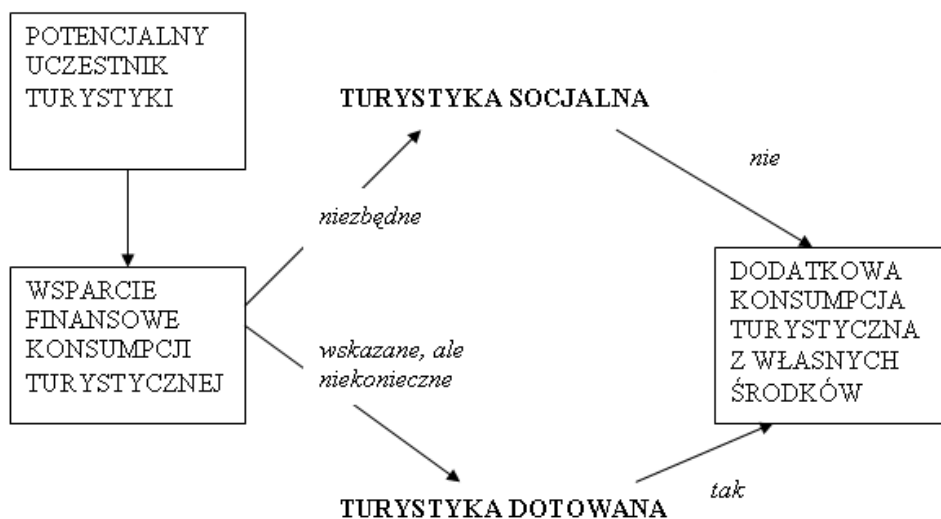 POTENCJALNY
UCZESTNIK
TURYSTYKI
TURYSTYKA SOCJALNA
nie
niezbędne
WSPARCIE
FINANSOWE
KONSUMPCJI
TURYSTYCZNEJ
wskazane, ale
niekonieczne
DODATKOWA
KONSUMPCJA
TURYSTYCZNA
Z WŁASNYCH
ŚRODKÓW
TURYSTYKA DOTOWANA
tak